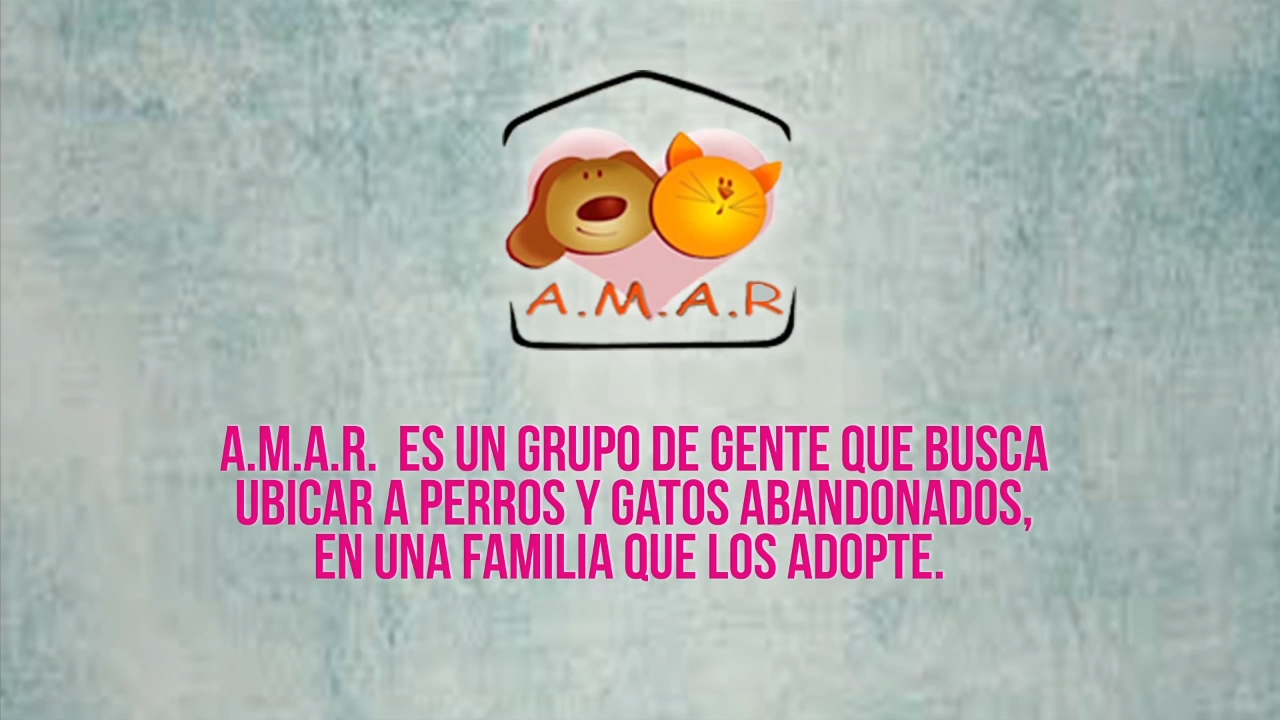 A.M.A.R
A.M.A.R.  ES UN GRUPO DE GENTE QUE BUSCA
UBICAR A PERROS Y GATOS ABANDONADOS,
EN UNA FAMILIA QUE LOS ADOPTE.